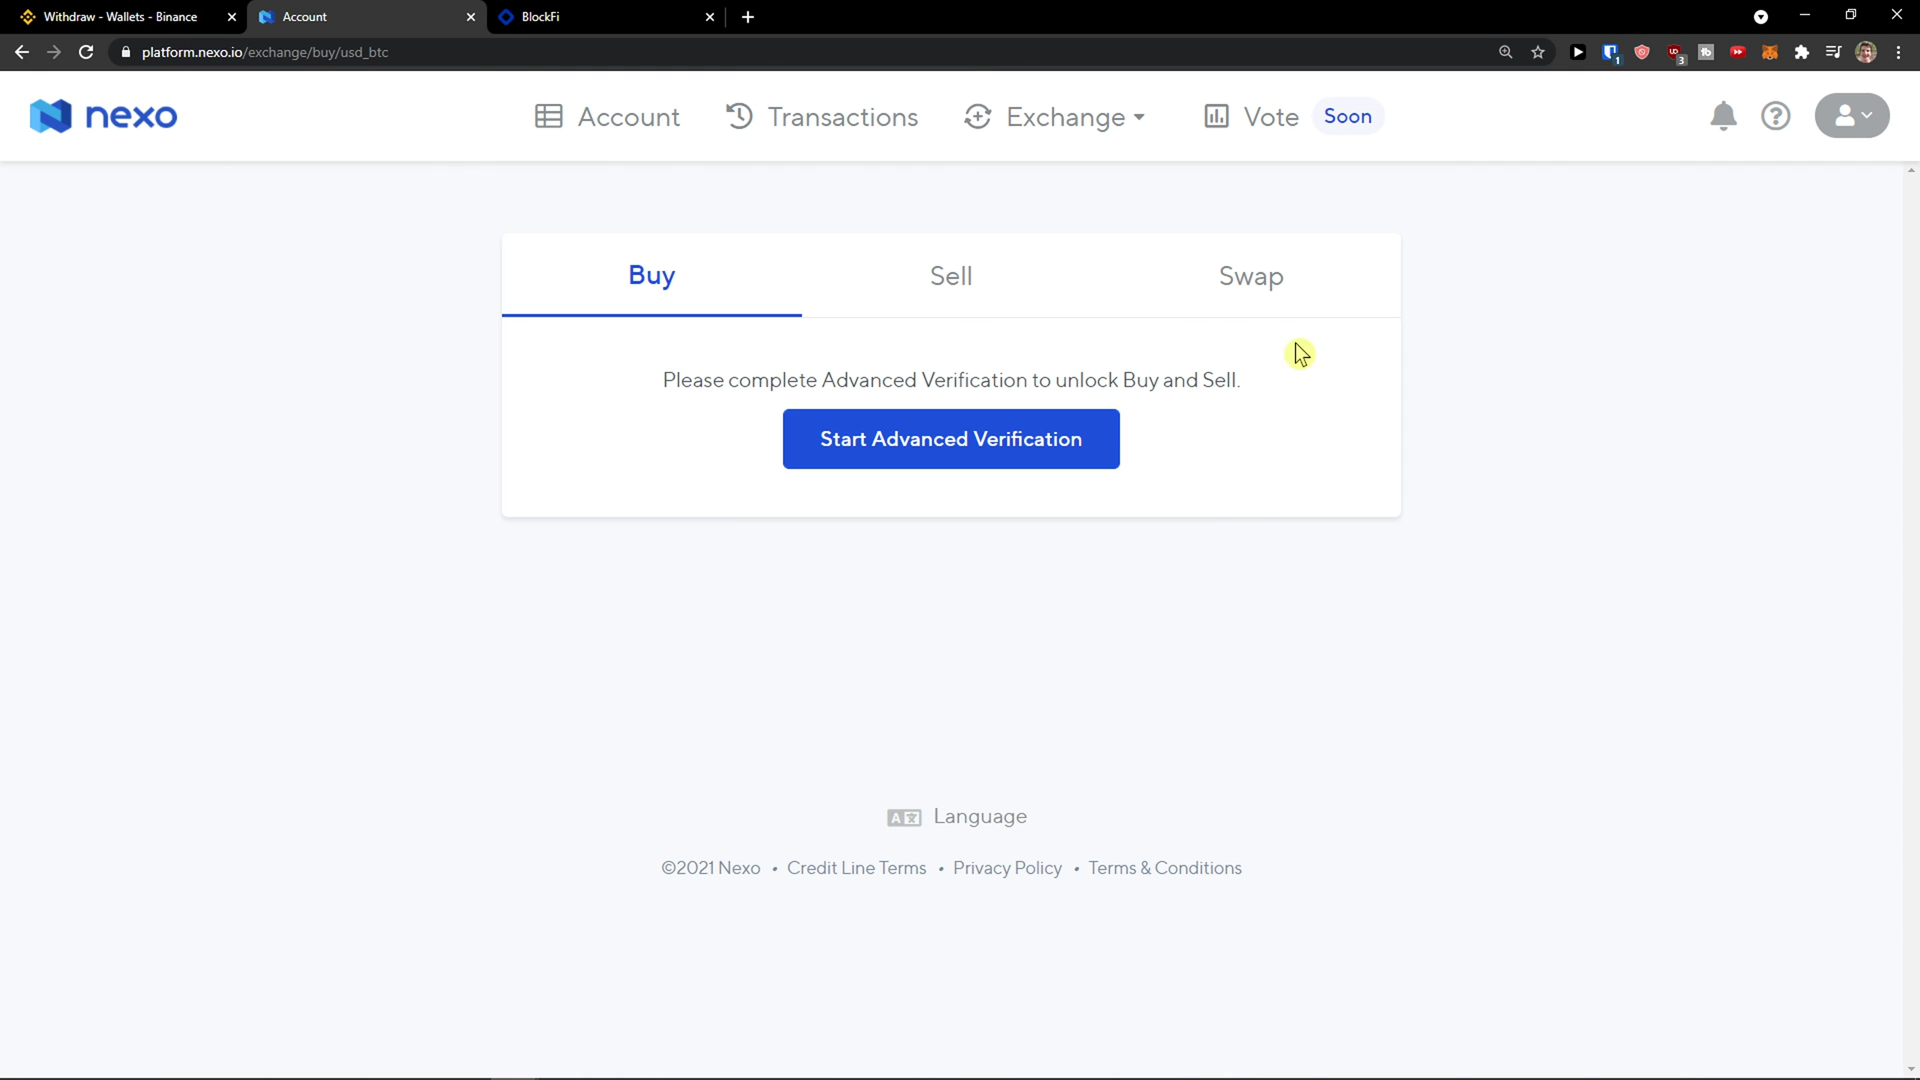 Withdraw - Wallets - Binance
Account
BlockFi
platform.nexo.io/exchange/buy/usd_btc
1
3
nexo
Account
Transactions
Exchange
Vote
Soon
Buy
Sell
Swap
Please complete Advanced Verification to unlock Buy and Sell.
Start Advanced Verification
Language
©2021 Nexo • Credit Line Terms • Privacy Policy • Terms & Conditions